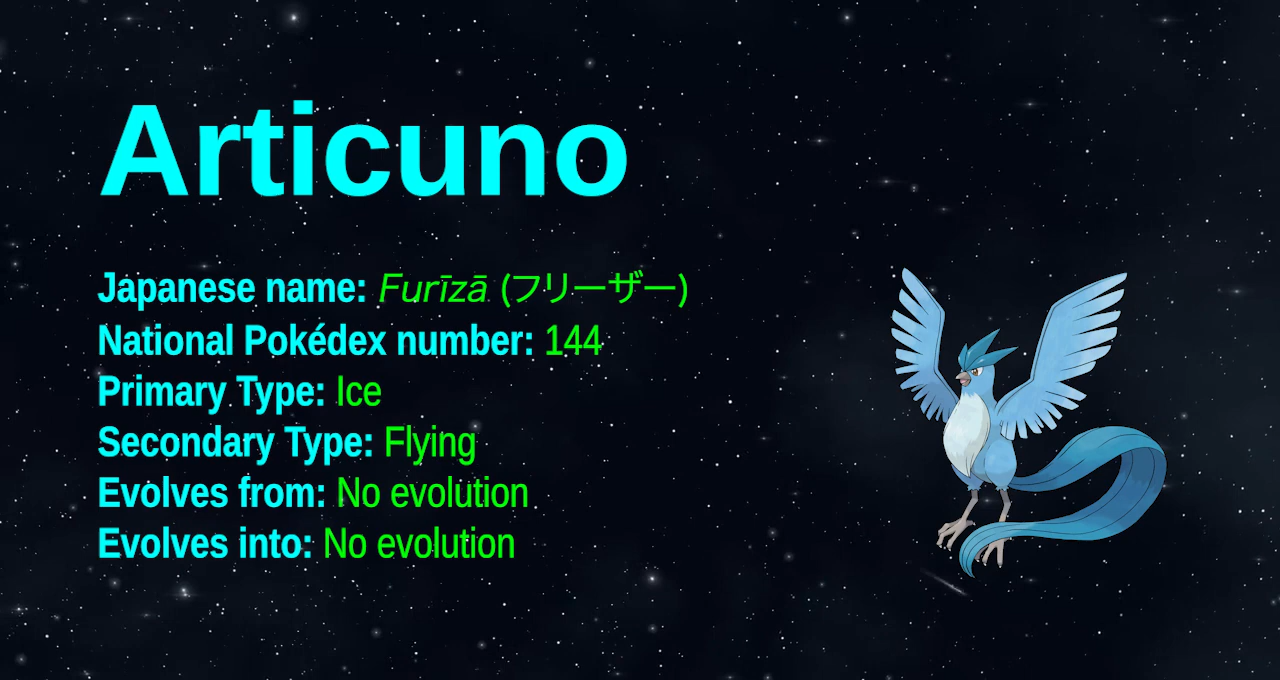 Articuno
Japanese name: Furīzā (フリーザー)
National Pokédex number: 144
Primary Type: Ice
Secondary Type: Flying
Evolves from: No evolution
Evolves into: No evolution